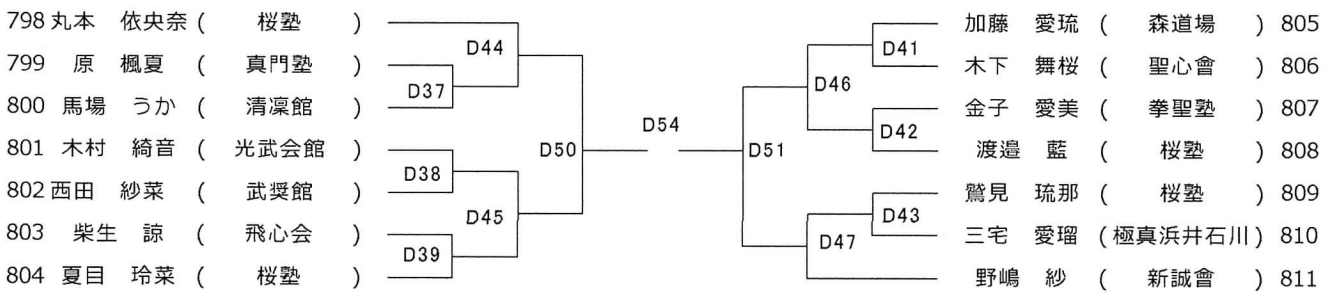 798 丸本 依央奈 ( 桜塾 )
799 原 楓夏 ( 真門塾 )
800 馬場 うか ( 清凜館 )
801 木村 綺音 ( 光武会館 )
802 西田 紗菜 ( 武奨館 )
803 柴生 諒 ( 飛心会 )
804 夏目 玲菜 ( 桜塾 )
D44
D37
D38
D45
D39
D50
D54
D51
D46
D41
D42
D43
D47
加藤 愛琉 ( 森道場 ) 805
木下 舞桜 ( 聖心會 ) 806
金子 愛美 ( 拳聖塾 ) 807
渡邉 藍 ( 桜塾 ) 808
鷲見 琉那 ( 桜塾 ) 809
三宅 愛瑠 ( 極真浜井石川 ) 810
野嶋 紗 ( 新誠會 ) 811